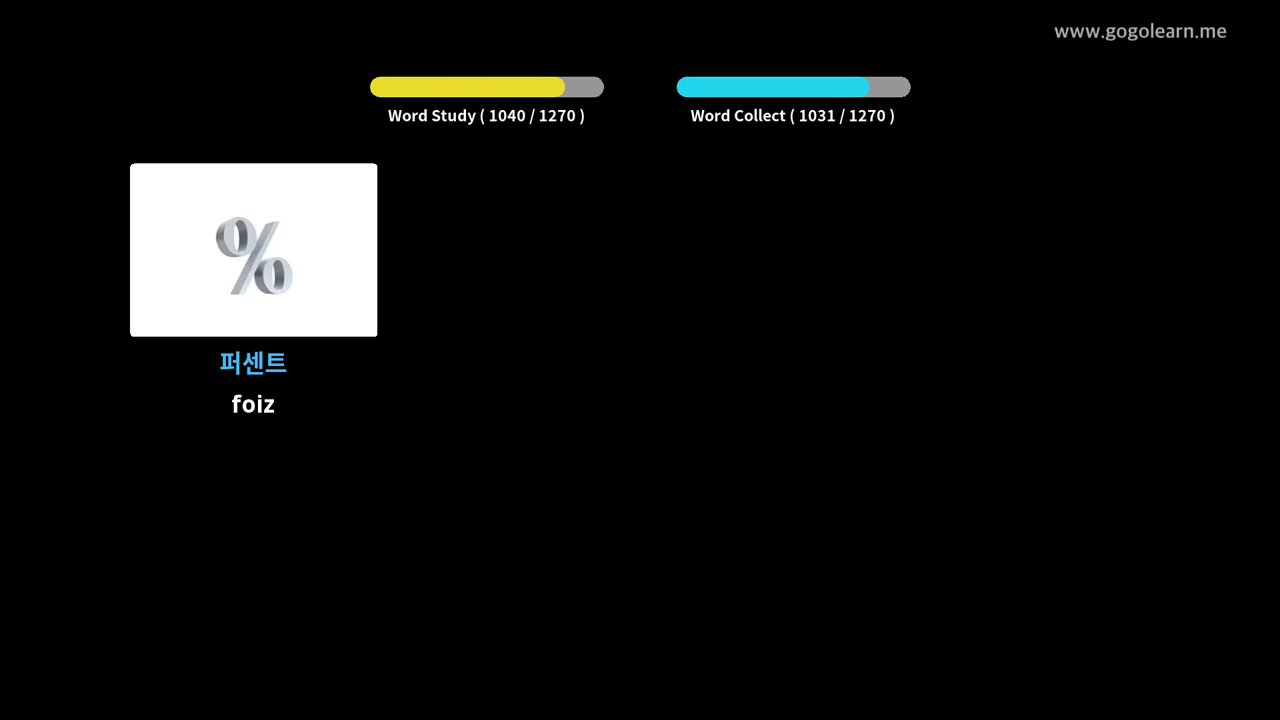 www.gogolearn.me
Word Study ( 1040 / 1270 )
Word Collect ( 1031 / 1270 )
%
퍼센트
foiz